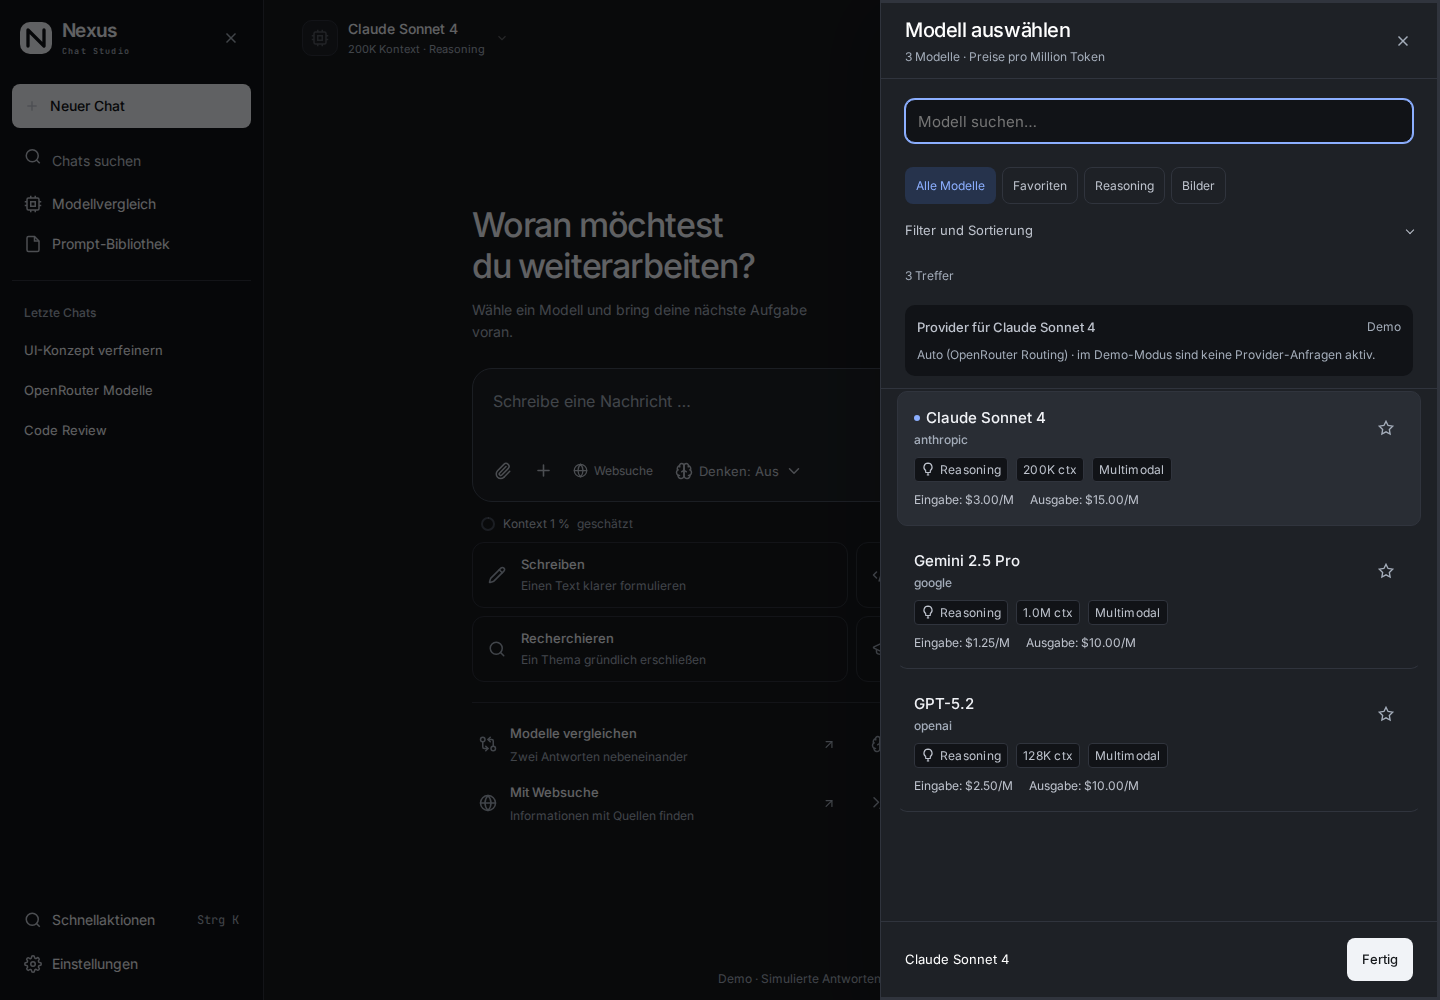 Nexus
Chat Studio
Neuer Chat
Chats suchen
Modellvergleich
Prompt-Bibliothek
Letzte Chats
UI-Konzept verfeinern
OpenRouter Modelle
Code Review
Schnellaktionen
Strg K
Einstellungen
Claude Sonnet 4
200K Kontext · Reasoning
Woran möchtest
du weiterarbeiten?
Wähle ein Modell und bring deine nächste Aufgabe
voran.
Schreibe eine Nachricht ...
Websuche
Denken: Aus
Kontext 1 % geschätzt
Schreiben
Einen Text klarer formulieren
Recherchieren
Ein Thema gründlich erschließen
Modelle vergleichen
Zwei Antworten nebeneinander
Mit Websuche
Informationen mit Quellen finden
Demo · Simulierte Antworten
Modell auswählen
3 Modelle · Preise pro Million Token
Modell suchen...
Alle Modelle
Favoriten
Reasoning
Bilder
Filter und Sortierung
3 Treffer
Provider für Claude Sonnet 4
Demo
Auto (OpenRouter Routing) · im Demo-Modus sind keine Provider-Anfragen aktiv.
Claude Sonnet 4
anthropic
Reasoning
200K ctx
Multimodal
Eingabe: $3.00/M
Ausgabe: $15.00/M
Gemini 2.5 Pro
google
Reasoning
1.0M ctx
Multimodal
Eingabe: $1.25/M
Ausgabe: $10.00/M
GPT-5.2
openai
Reasoning
128K ctx
Multimodal
Eingabe: $2.50/M
Ausgabe: $10.00/M
Claude Sonnet 4
Fertig